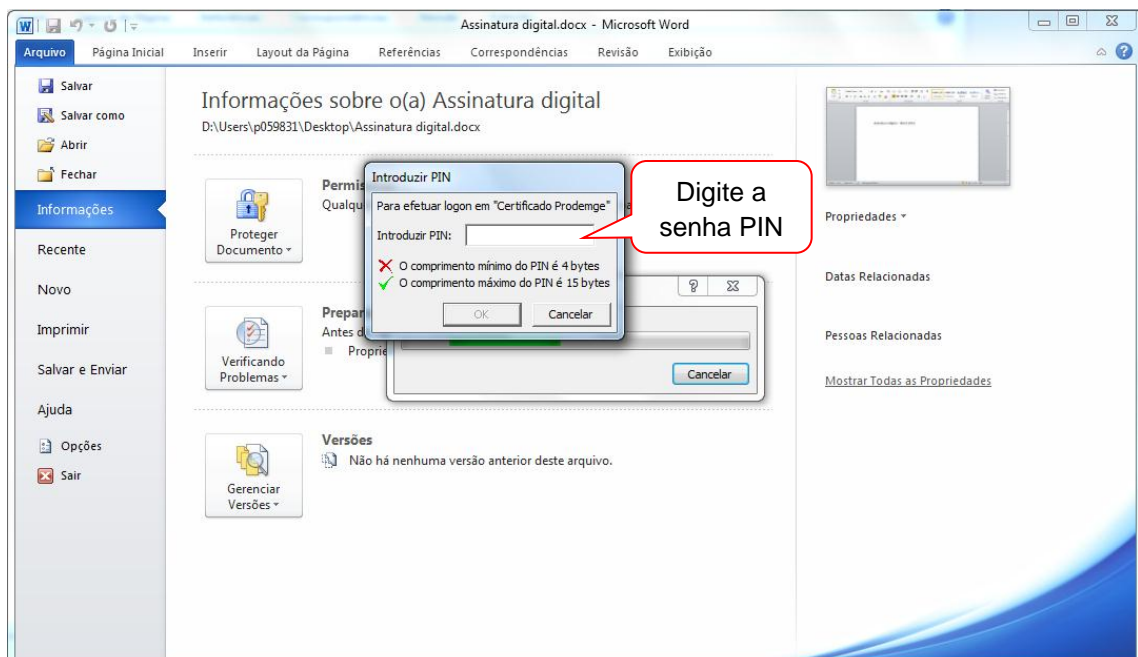 Assinatura digital.docx - Microsoft Word
Arquivo Página Inicial Inserir Layout da Página Referências Correspondências Revisão Exibição
Salvar
Salvar como
Abrir
Fechar
Informações
Recente
Novo
Imprimir
Salvar e Enviar
Ajuda
Opções
Sair
Informações sobre o(a) Assinatura digital
D:\Users\p059831\Desktop\Assinatura digital.docx
Proteger
Documento
Permis
Qualqu
Introduzir PIN
Para efetuar logon em "Certificado Prodemge"
Introduzir PIN:
O comprimento mínimo do PIN é 4 bytes
O comprimento máximo do PIN é 15 bytes
OK Cancelar
Digite a
senha PIN
Verificando
Problemas
Prepar
Antes d
Proprie
Cancelar
Gerenciar
Versões
Versões
Não há nenhuma versão anterior deste arquivo.
Propriedades
Datas Relacionadas
Pessoas Relacionadas
Mostrar Todas as Propriedades